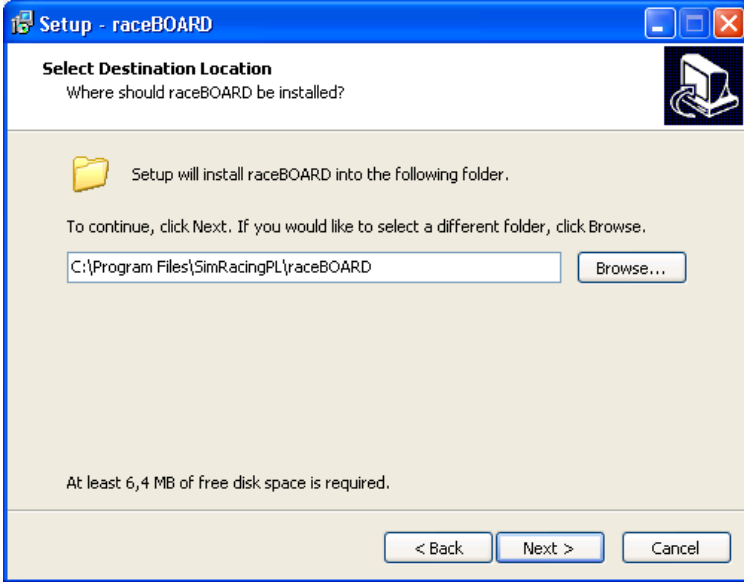 Setup - raceBOARD
Select Destination Location
Where should raceBOARD be installed?
Setup will install raceBOARD into the following folder.
To continue, click Next. If you would like to select a different folder, click Browse.
C:\Program Files\SimRacingPL\raceBOARD
Browse...
At least 6,4 MB of free disk space is required.
< Back
Next >
Cancel